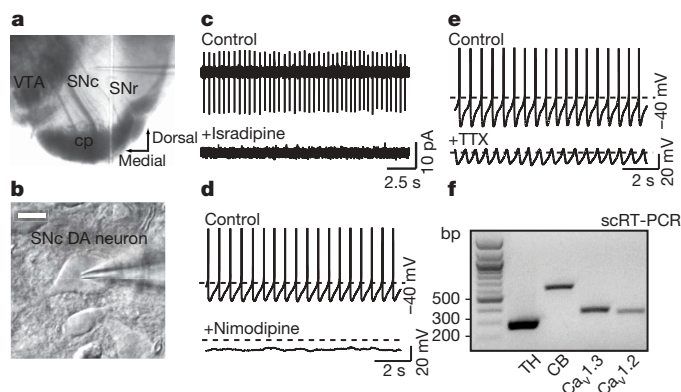 a
VTA
SNc
SNr
cp
Dorsal
Medial
b
SNc DA neuron
c
Control
+Isradipine
10 pA
2.5 s
d
Control
−40 mV
+Nimodipine
20 mV
2 s
e
Control
−40 mV
+TTX
20 mV
2 s
f
scRT-PCR
bp
500
300
200
TH
CB
Cav1.3
Cav1.2